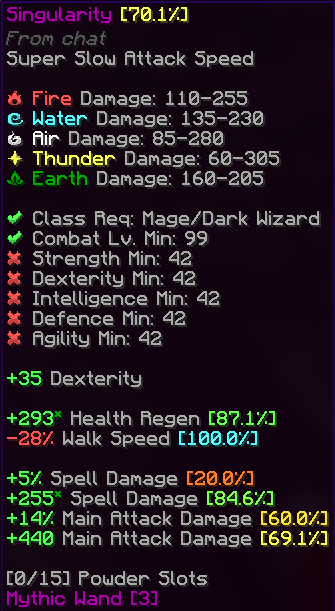 Singularity [70.1%]
From chat
Super Slow Attack Speed
Fire Damage: 110-255
Water Damage: 135-230
Air Damage: 85-280
Thunder Damage: 60-305
Earth Damage: 160-205
✔ Class Req: Mage/Dark Wizard
✔ Combat Lv. Min: 99
✖ Strength Min: 42
✖ Dexterity Min: 42
✖ Intelligence Min: 42
✖ Defence Min: 42
✖ Agility Min: 42
+35 Dexterity
+293* Health Regen [87.1%]
-28% Walk Speed [100.0%]
+5% Spell Damage [20.0%]
+255* Spell Damage [84.6%]
+14% Main Attack Damage [60.0%]
+440 Main Attack Damage [69.1%]
[0/15] Powder Slots
Mythic Wand [3]